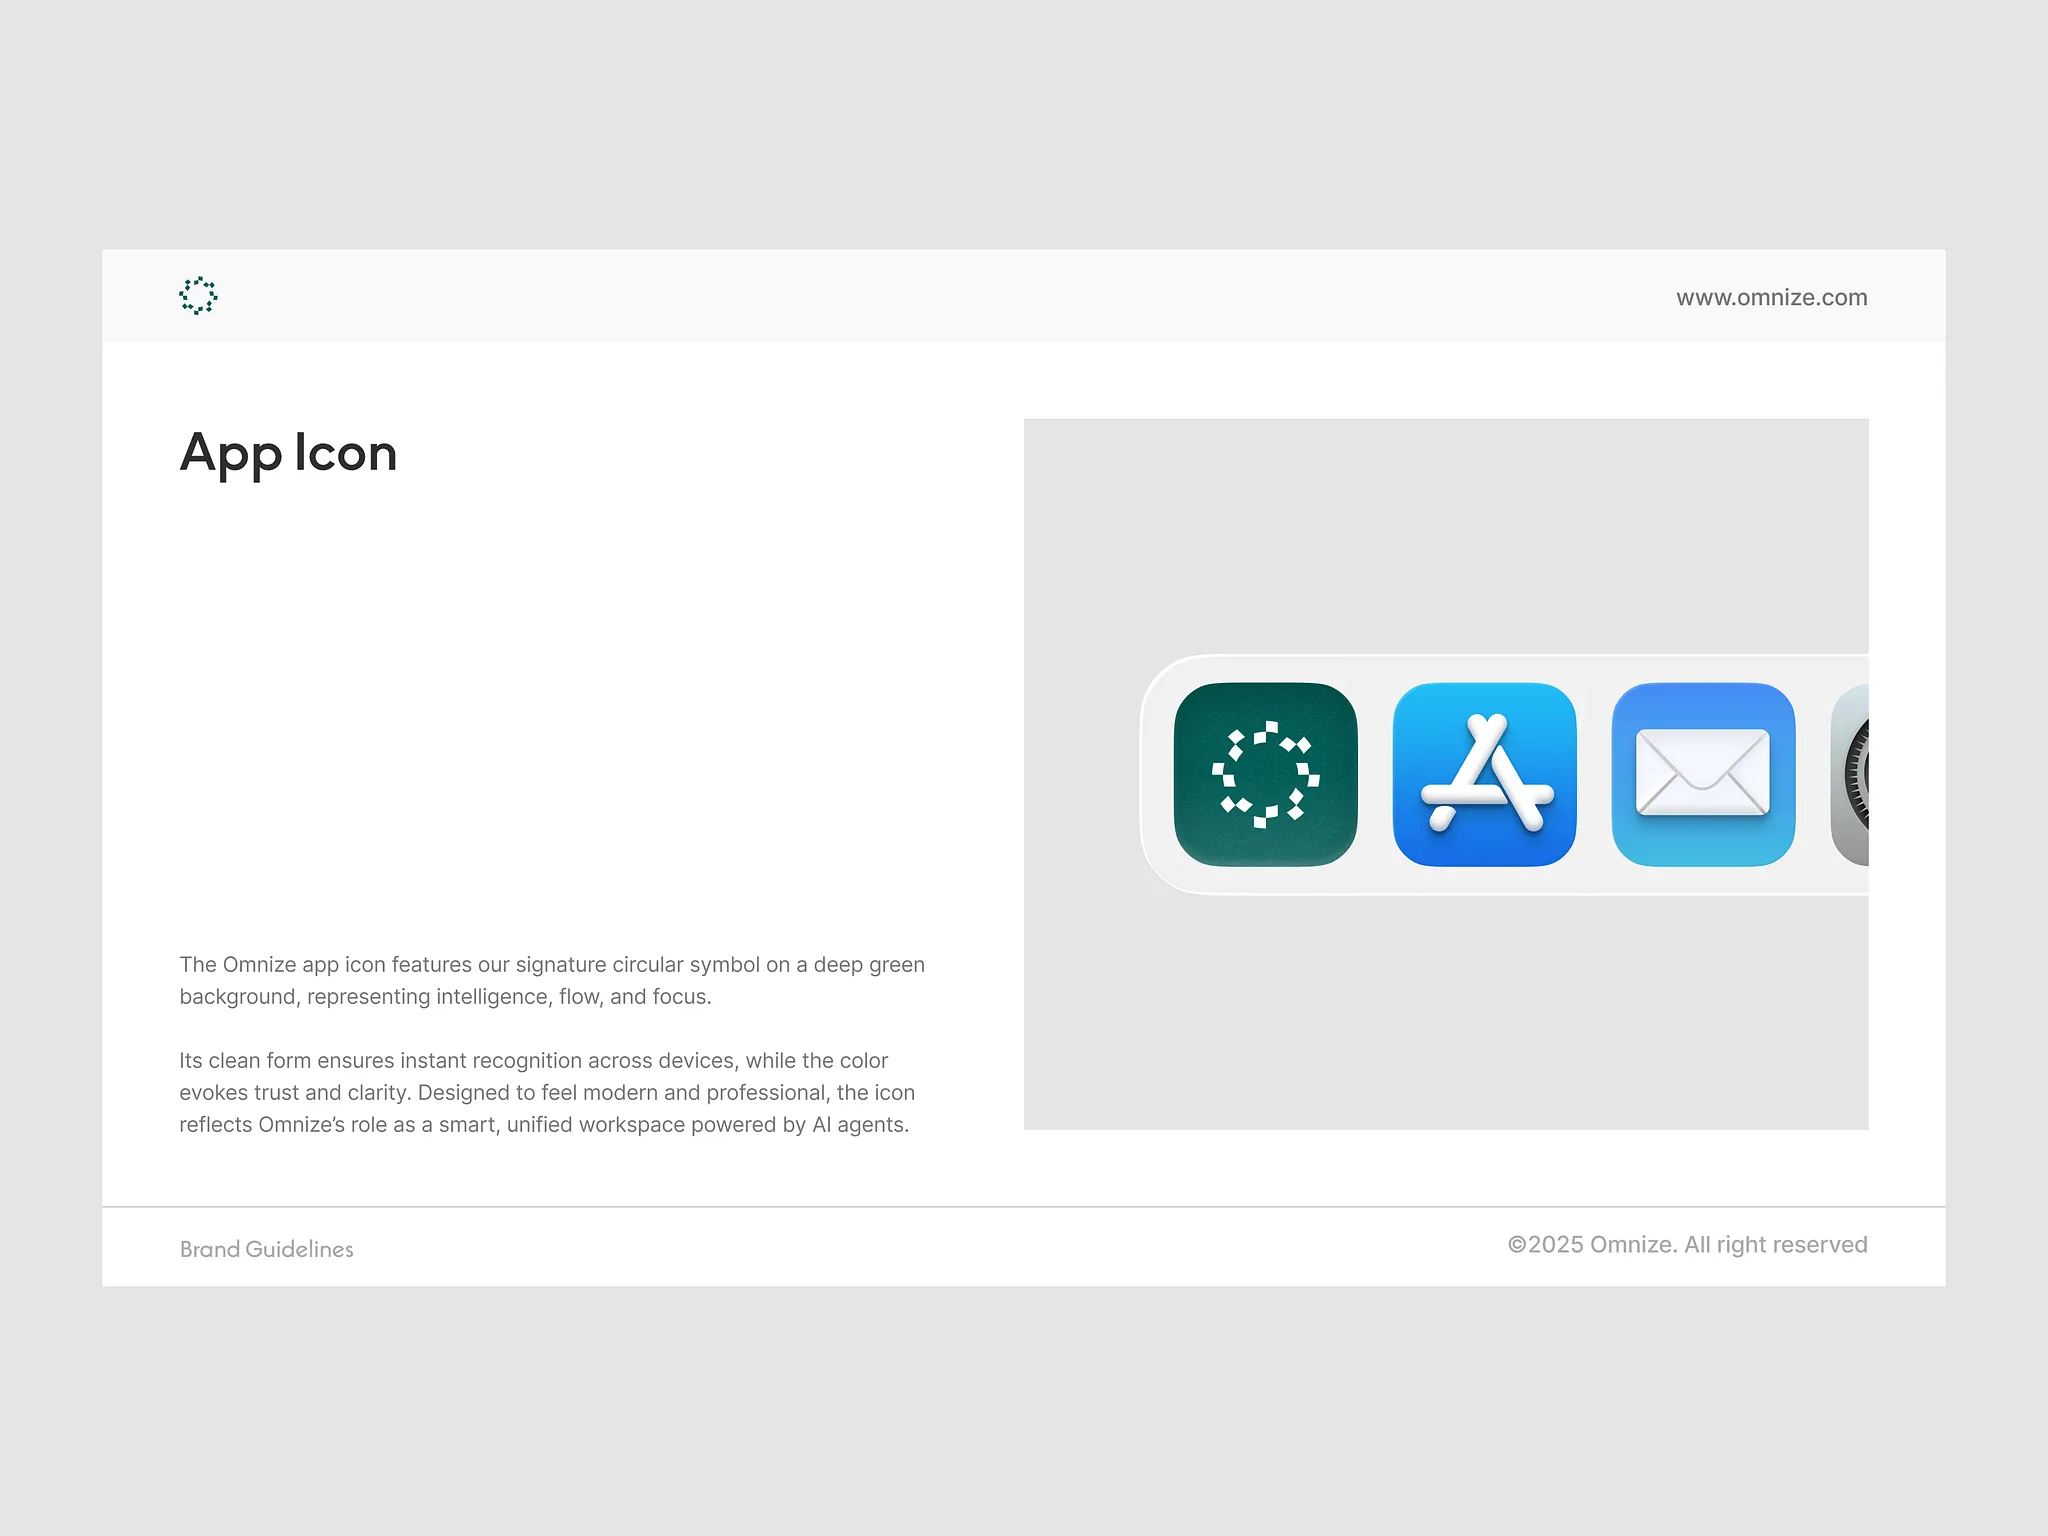 www.omnize.com
App Icon
The Omnize app icon features our signature circular symbol on a deep green
background, representing intelligence, flow, and focus.
Its clean form ensures instant recognition across devices, while the color
evokes trust and clarity. Designed to feel modern and professional, the icon
reflects Omnize’s role as a smart, unified workspace powered by AI agents.
Brand Guidelines
©2025 Omnize. All right reserved